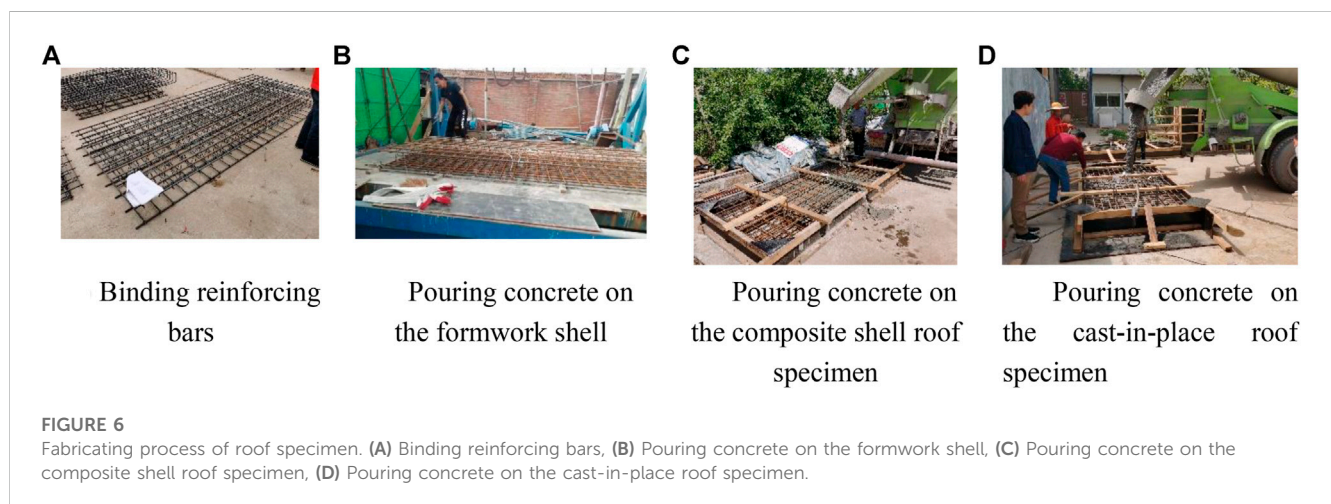 A
B
C
D
Binding reinforcing
bars
Pouring concrete on
the formwork shell
Pouring concrete on
the composite shell roof
specimen
Pouring concrete on
the cast-in-place roof
specimen
FIGURE 6
Fabricating process of roof specimen. (A) Binding reinforcing bars, (B) Pouring concrete on the formwork shell, (C) Pouring concrete on the
composite shell roof specimen, (D) Pouring concrete on the cast-in-place roof specimen.